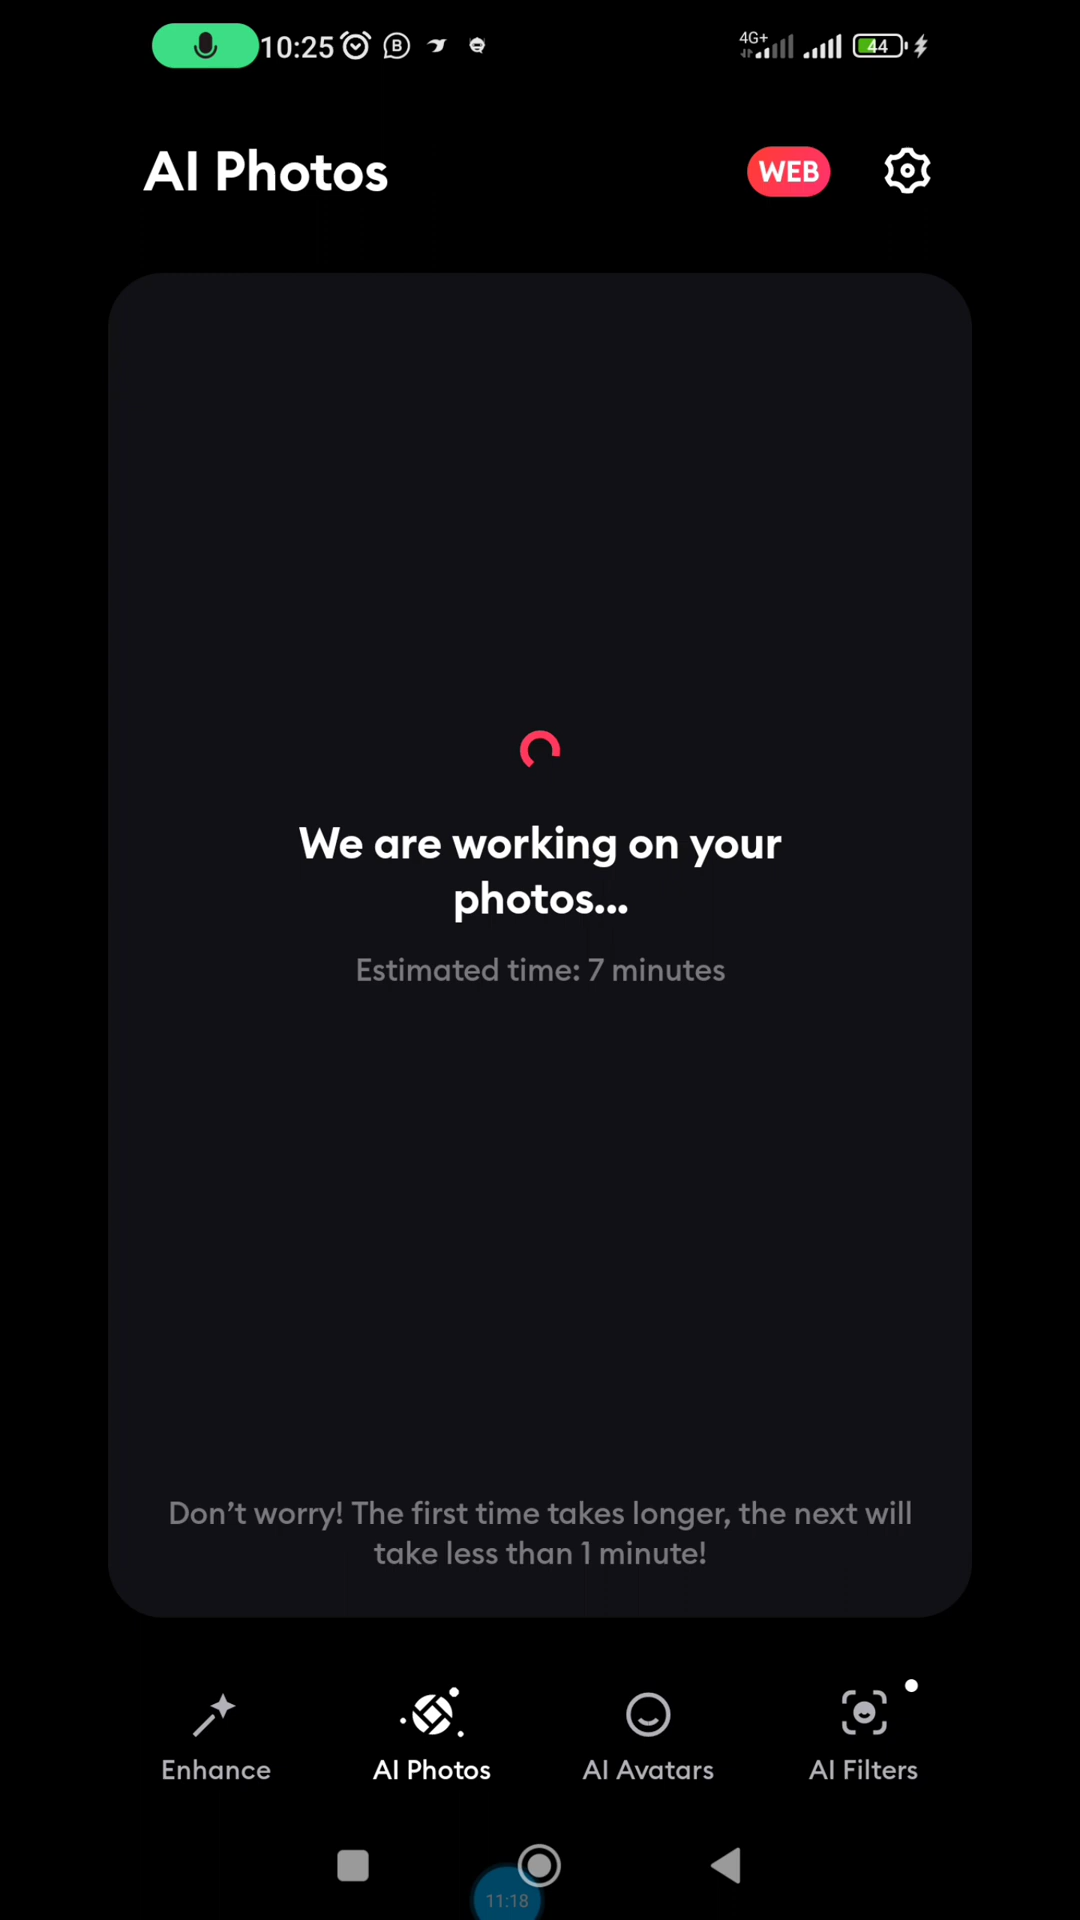 10:25
B
4G+
44
AI Photos
WEB
We are working on your
photos...
Estimated time: 7 minutes
Don’t worry! The first time takes longer, the next will
take less than 1 minute!
Enhance
AI Photos
AI Avatars
AI Filters
11:18